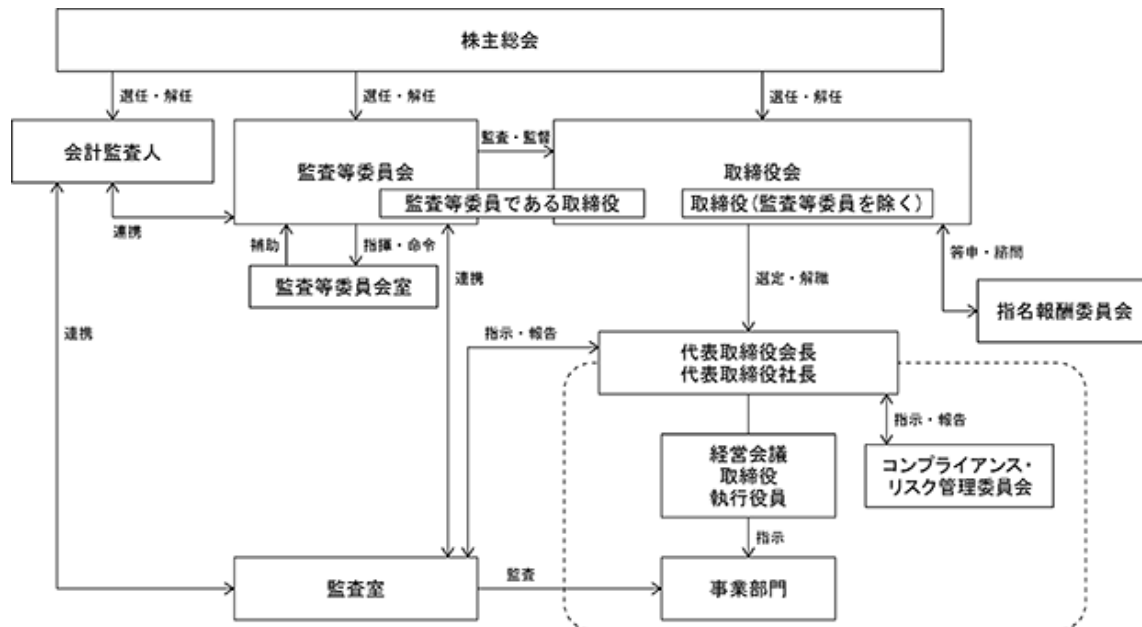 株主総会
選任・解任
選任・解任
選任・解任
会計監査人
監査等委員会
監査・監督
取締役会
監査等委員である取締役
取締役(監査等委員を除く)
連携
補助
指揮・命令
連携
選定・解職
答申・諮問
監査等委員会室
指名報酬委員会
連携
指示・報告
代表取締役会長
代表取締役社長
指示・報告
経営会議
取締役
執行役員
コンプライアンス・
リスク管理委員会
指示
監査室
監査
事業部門